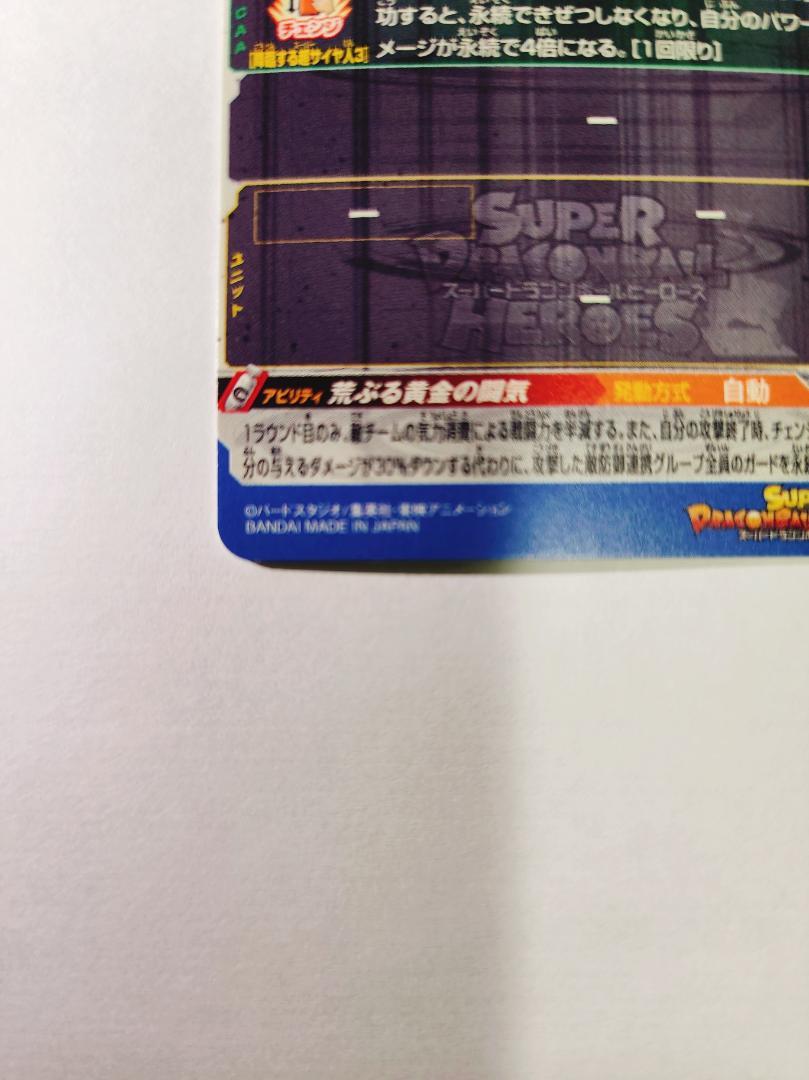 CAA
功すると、永続できぜつしなくなり、自分のパワー
チェンジ
メージが永続で4倍になる。[1回限り]
超サイヤ人3]
ユニット
SUPER
DRAGONBALL
スーパードラゴンボールヒーローズ
HEROES
アビリティ 荒ぶる黄金の闘気 発動方式 自動
1ラウンド目のみ、敵チームの気力消費による戦闘力を半減する。また、自分の攻撃終了時、チェン
分の与えるダメージが30%ダウンする代わりに、攻撃した敵防御連携グループ全員のガードを永
©バードスタジオ/集英社・東映アニメーション
BANDAI MADE IN JAPAN
SUP
DRAGONBALL
スーパードラゴンボ